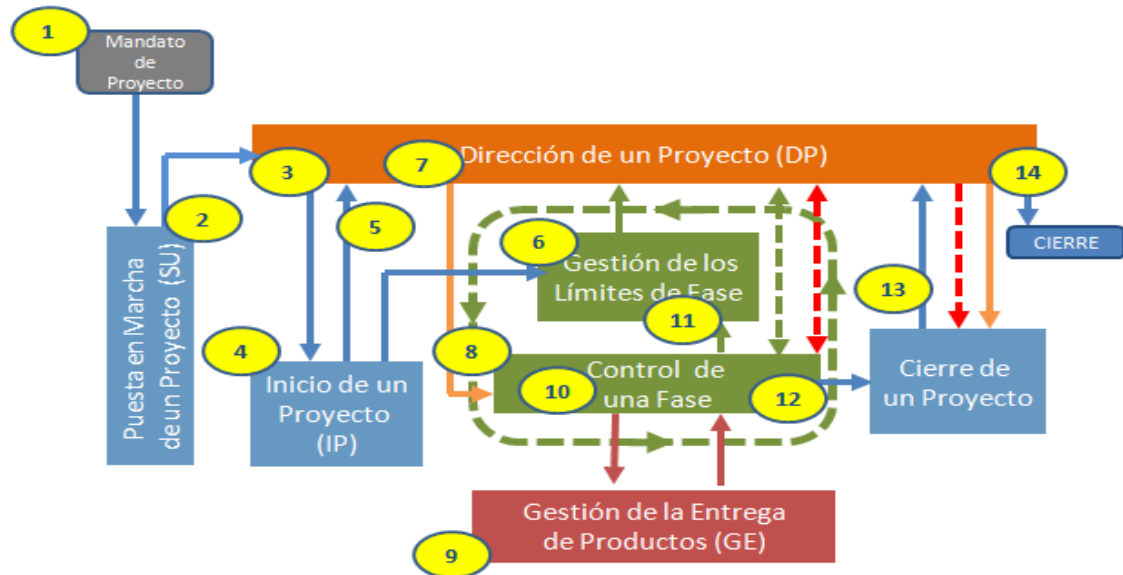 1
Mandato
de
Proyecto
Dirección de un Proyecto (DP)
3
7
14
2
5
6
CIERRE
Puesta en Marcha
de un Proyecto (SU)
Gestión de los
Límites de Fase
13
11
4
8
Inicio de un
Proyecto
(IP)
Control de
una Fase
10
12
Cierre de
un Proyecto
Gestión de la Entrega
de Productos (GE)
9